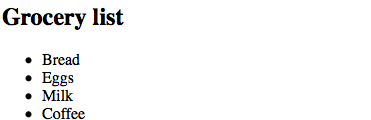 Grocery list
• Bread
• Eggs
• Milk
• Coffee